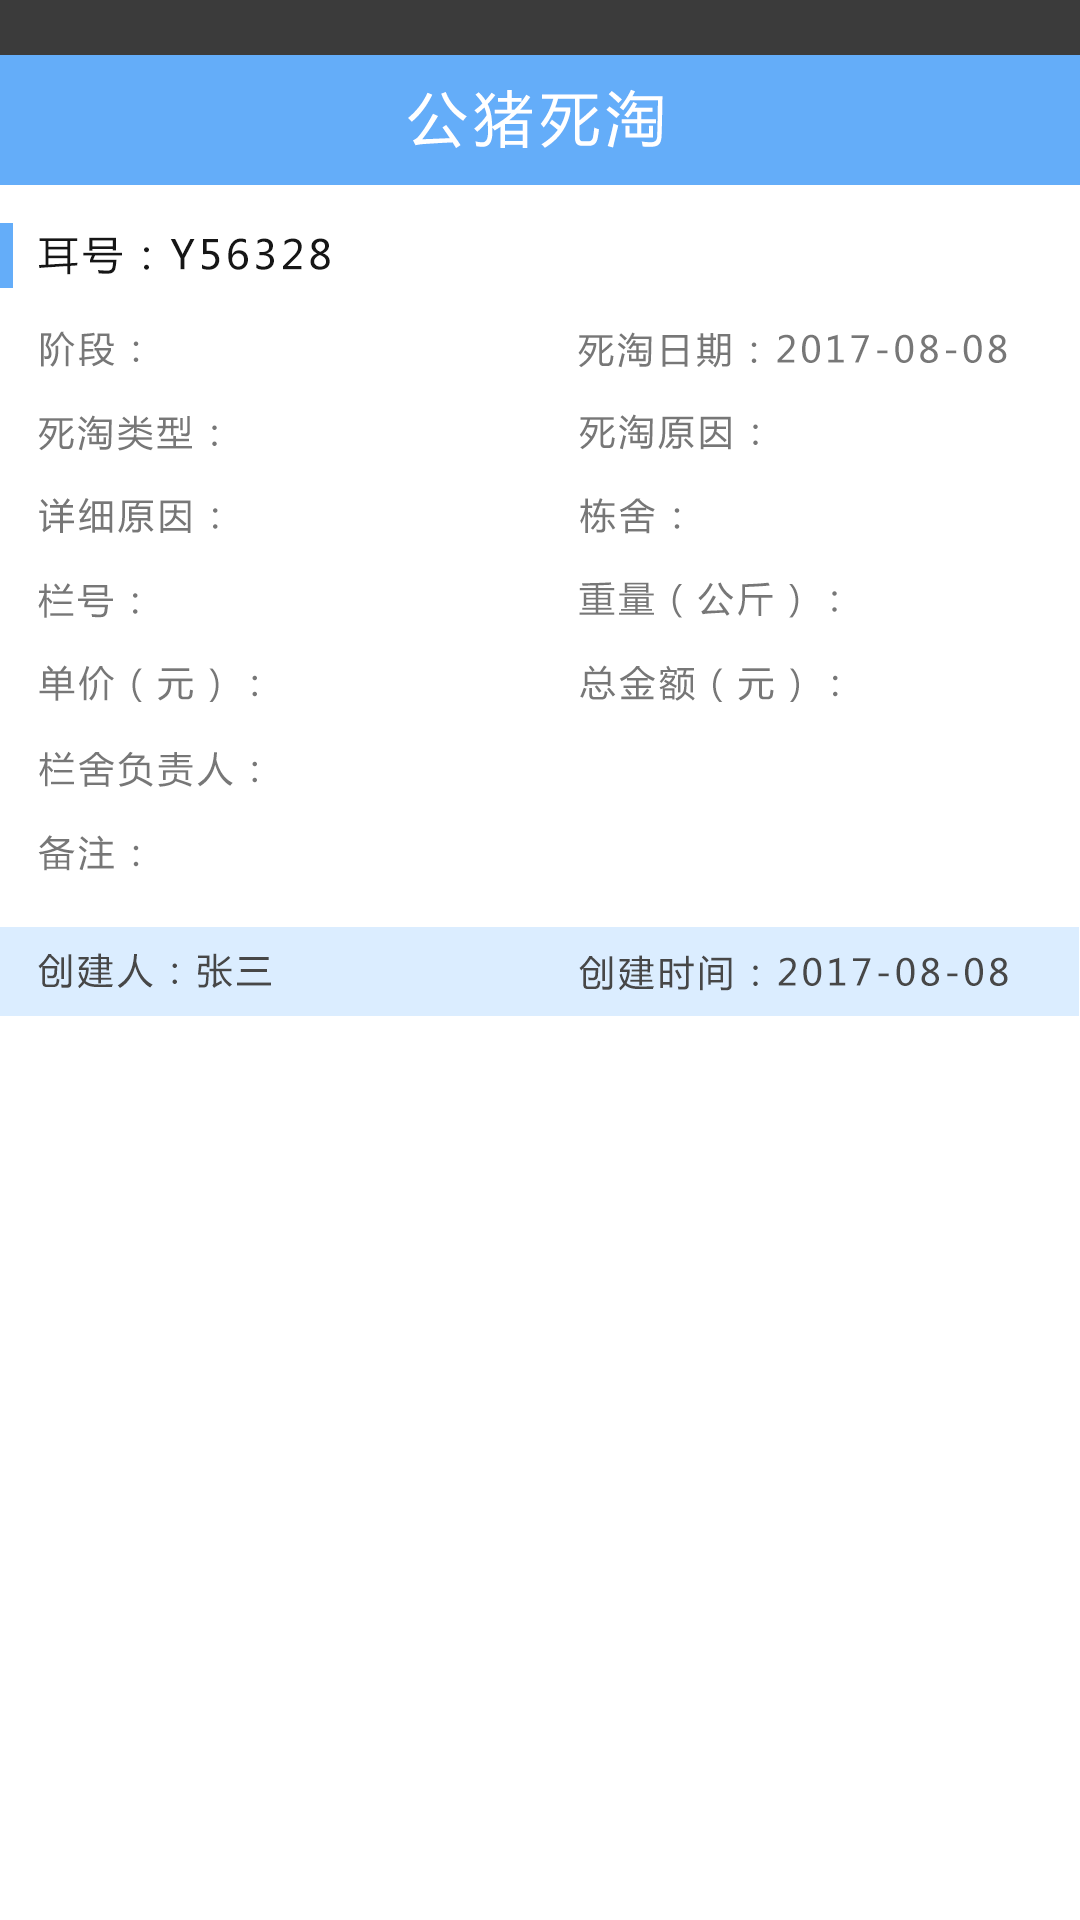 公猪死淘
耳号：Y56328
阶段： 死淘日期：2017-08-08
死淘类型： 死淘原因：
详细原因： 栋舍：
栏号： 重量（公斤）：
单价（元）： 总金额（元）：
栏舍负责人：
备注：
创建人：张三 创建时间：2017-08-08